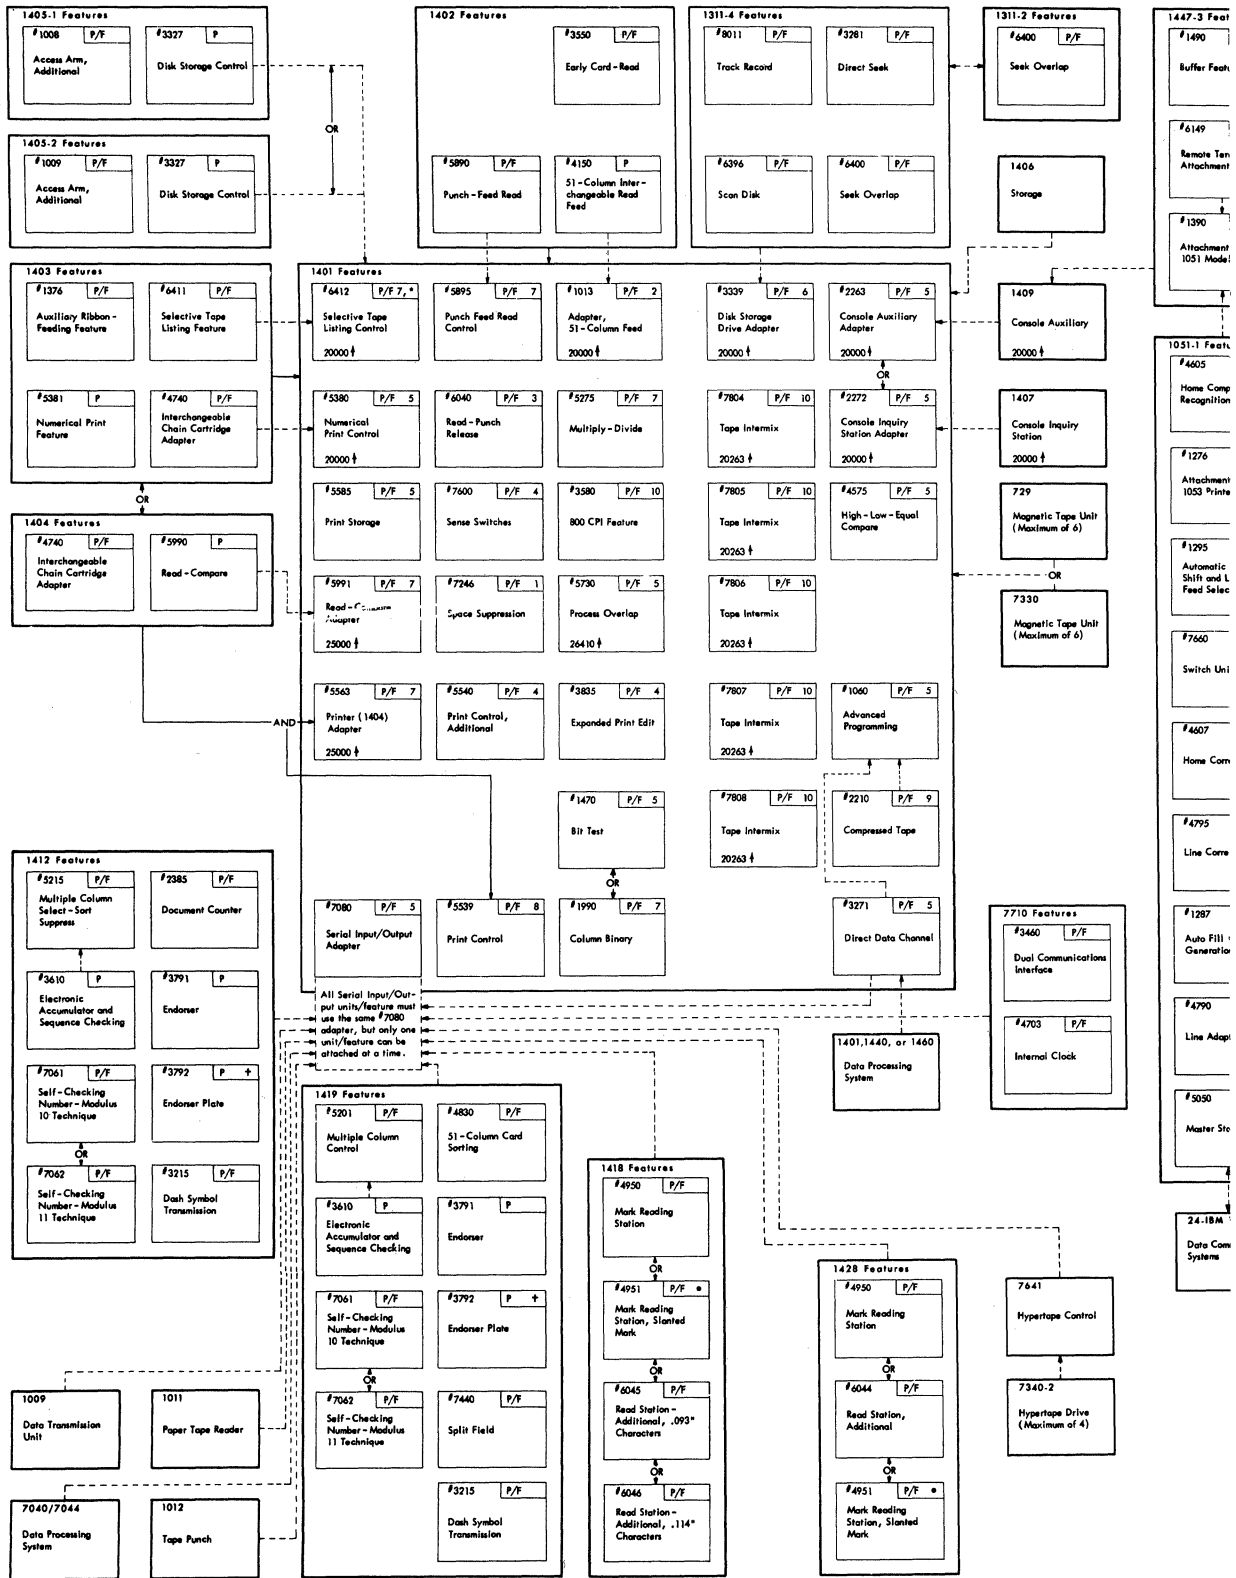 1405-1 Features
#1008 P/F
Access Arm,
Additional
#3327 P
Disk Storage Control
OR
1405-2 Features
#1009 P/F
Access Arm,
Additional
#3327 P
Disk Storage Control
1402 Features
#3550 P/F
Early Card-Read
#5890 P/F
Punch-Feed Read
#4150 P
51-Column Inter-
changeable Read
Feed
1311-4 Features
#8011 P/F
Track Record
#3281 P/F
Direct Seek
#6396 P/F
Scan Disk
#6400 P/F
Seek Overlap
1311-2 Features
#6400 P/F
Seek Overlap
1406
Storage
1447-3 Feat
#1490
Buffer Featu
#6149
Remote Ten
Attachment
#1390
Attachment
1051 Model
1403 Features
#1376 P/F
Auxiliary Ribbon-
Feeding Feature
#6411 P/F
Selective Tape
Listing Feature
#5381 P
Numerical Print
Feature
#4740 P/F
Interchangeable
Chain Cartridge
Adapter
OR
1404 Features
#4740 P/F
Interchangeable
Chain Cartridge
Adapter
#5990 P
Read-Compare
AND
1401 Features
#6412 P/F 7,*
Selective Tape
Listing Control
20000 ↑
#5895 P/F 7
Punch Feed Read
Control
#1013 P/F 2
Adapter,
51-Column Feed
20000 ↑
#3339 P/F 6
Disk Storage
Drive Adapter
20000 ↑
#2263 P/F 5
Console Auxiliary
Adapter
20000 ↑
OR
#5380 P/F 5
Numerical
Print Control
20000 ↑
#6040 P/F 3
Read-Punch
Release
#5275 P/F 7
Multiply-Divide
#7804 P/F 10
Tape Intermix
20263 ↑
#2272 P/F 5
Console Inquiry
Station Adapter
20000 ↑
#5585 P/F 5
Print Storage
#7600 P/F 4
Sense Switches
#3580 P/F 10
800 CPI Feature
#7805 P/F 10
Tape Intermix
20263 ↑
#4575 P/F 5
High-Low-Equal
Compare
#5991 P/F 7
Read-Compare
Adapter
25000 ↑
#7246 P/F 1
Space Suppression
#5730 P/F 5
Process Overlap
26410 ↑
#7806 P/F 10
Tape Intermix
20263 ↑
#5563 P/F 7
Printer (1404)
Adapter
25000 ↑
#5540 P/F 4
Print Control,
Additional
#3835 P/F 4
Expanded Print Edit
#7807 P/F 10
Tape Intermix
20263 ↑
#1060 P/F 5
Advanced
Programming
#1470 P/F 5
Bit Test
OR
#7808 P/F 10
Tape Intermix
20263 ↑
#2210 P/F 9
Compressed Tape
#7080 P/F 5
Serial Input/Output
Adapter
#5539 P/F 8
Print Control
#1990 P/F 7
Column Binary
#3271 P/F 5
Direct Data Channel
All Serial Input/Out-
put units/feature must
use the same #7080
adapter, but only one
unit/feature can be
attached at a time.
1409
Console Auxiliary
20000 ↑
1407
Console Inquiry
Station
20000 ↑
729
Magnetic Tape Unit
(Maximum of 6)
OR
7330
Magnetic Tape Unit
(Maximum of 6)
1051-1 Featu
#4605
Home Comp
Recognition
#1276
Attachment
1053 Printe
#1295
Automatic
Shift and L
Feed Selec
#7660
Switch Uni
#4607
Home Corre
#4795
Line Corre
#1287
Auto Fill
Generation
#4790
Line Adapt
#5050
Master Sta
24-IBM
Data Com
Systems
1412 Features
#5215 P/F
Multiple Column
Select-Sort
Suppress
#2385 P/F
Document Counter
#3610 P
Electronic
Accumulator and
Sequence Checking
#3791 P
Endorser
#7061 P/F
Self-Checking
Number-Modulus
10 Technique
OR
#3792 P †
Endorser Plate
#7062 P/F
Self-Checking
Number-Modulus
11 Technique
#3215 P/F
Dash Symbol
Transmission
1401,1440, or 1460
Data Processing
System
7710 Features
#3460 P/F
Dual Communications
Interface
#4703 P/F
Internal Clock
1419 Features
#5201 P/F
Multiple Column
Control
#4830 P/F
51-Column Card
Sorting
#3610 P
Electronic
Accumulator and
Sequence Checking
#3791 P
Endorser
#7061 P/F
Self-Checking
Number-Modulus
10 Technique
OR
#3792 P †
Endorser Plate
#7062 P/F
Self-Checking
Number-Modulus
11 Technique
#7440 P/F
Split Field
#3215 P/F
Dash Symbol
Transmission
1418 Features
#4950 P/F
Mark Reading
Station
OR
#4951 P/F •
Mark Reading
Station, Slanted
Mark
OR
#6045 P/F
Read Station-
Additional, .093"
Characters
OR
#6046 P/F
Read Station-
Additional, .114"
Characters
1428 Features
#4950 P/F
Mark Reading
Station
OR
#6044 P/F
Read Station,
Additional
OR
#4951 P/F •
Mark Reading
Station, Slanted
Mark
7641
Hypertape Control
7340-2
Hypertape Drive
(Maximum of 4)
1009
Data Transmission
Unit
1011
Paper Tape Reader
7040/7044
Data Processing
System
1012
Tape Punch